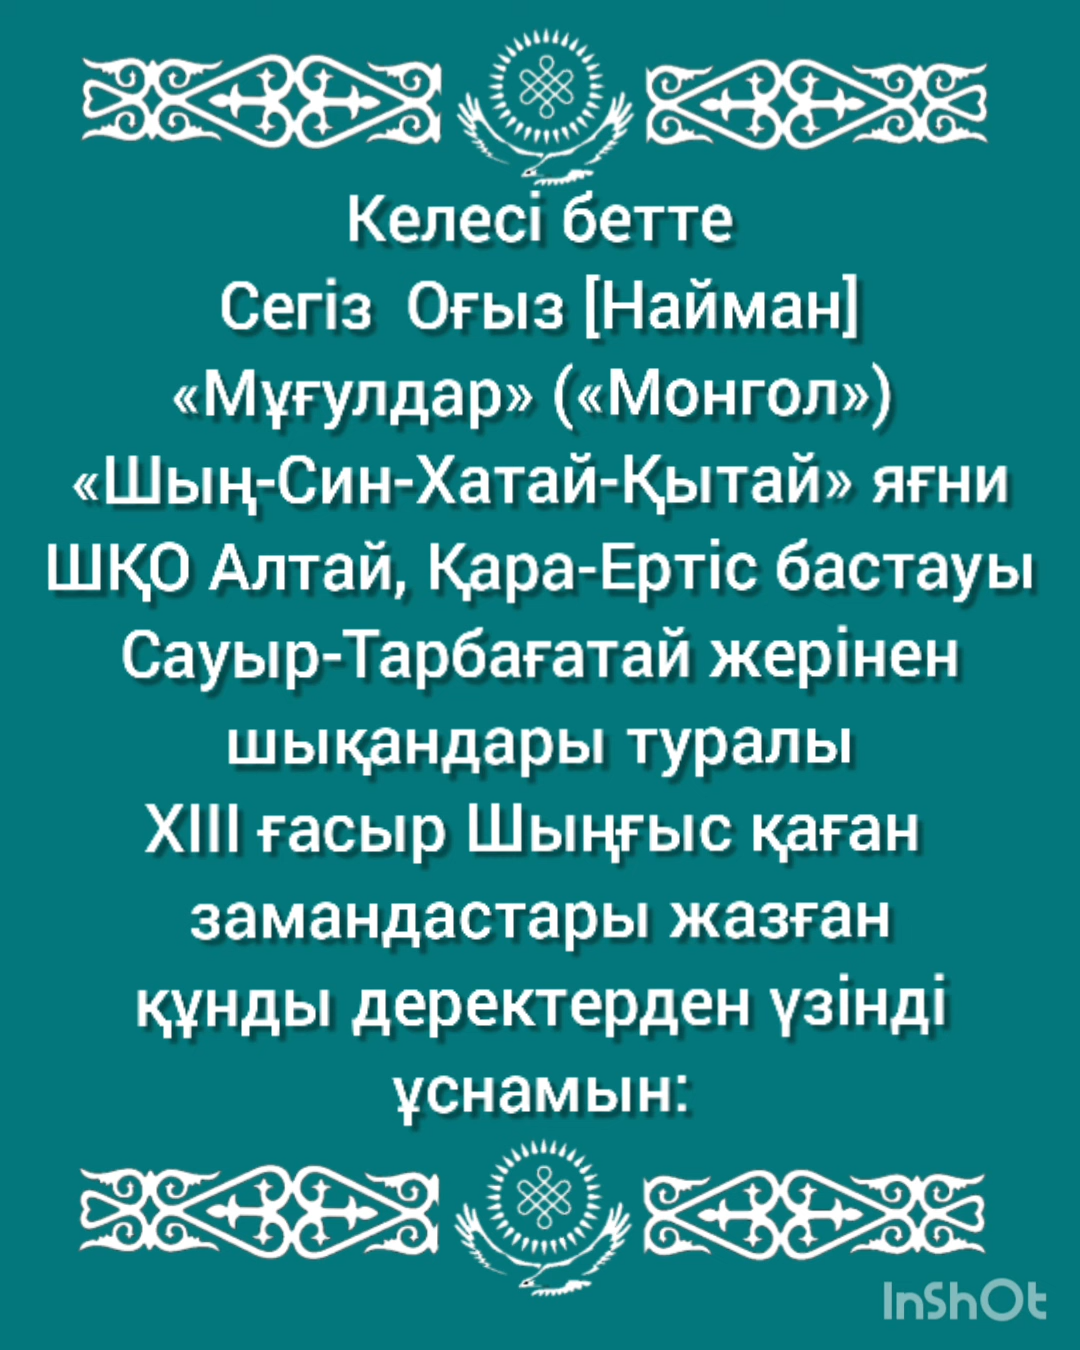 Келесі бетте
Сегіз Оғыз [Найман]
«Мұғулдар» («Монгол»)
«Шың-Син-Хатай-Қытай» яғни
ШҚО Алтай, Қара-Ертіс бастауы
Сауыр-Тарбағатай жерінен
шықандары туралы
XIII ғасыр Шыңғыс қаған
замандастары жазған
құнды деректерден үзінді
ұснамын:
InShOt